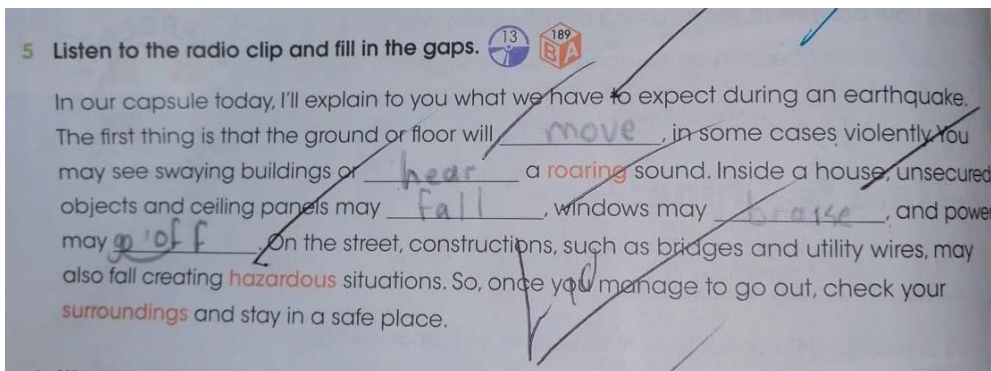 5 Listen to the radio clip and fill in the gaps. 13 189 BA
In our capsule today, I'll explain to you what we have to expect during an earthquake.
The first thing is that the ground or floor will move, in some cases violently. You
may see swaying buildings or hear a roaring sound. Inside a house, unsecured
objects and ceiling panels may fall, windows may brake, and power
may go off. On the street, constructions, such as bridges and utility wires, may
also fall creating hazardous situations. So, once you manage to go out, check your
surroundings and stay in a safe place.